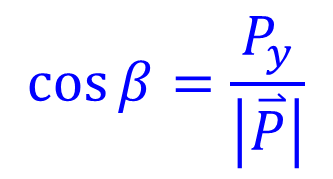 cos β = P_y / |P⃗|